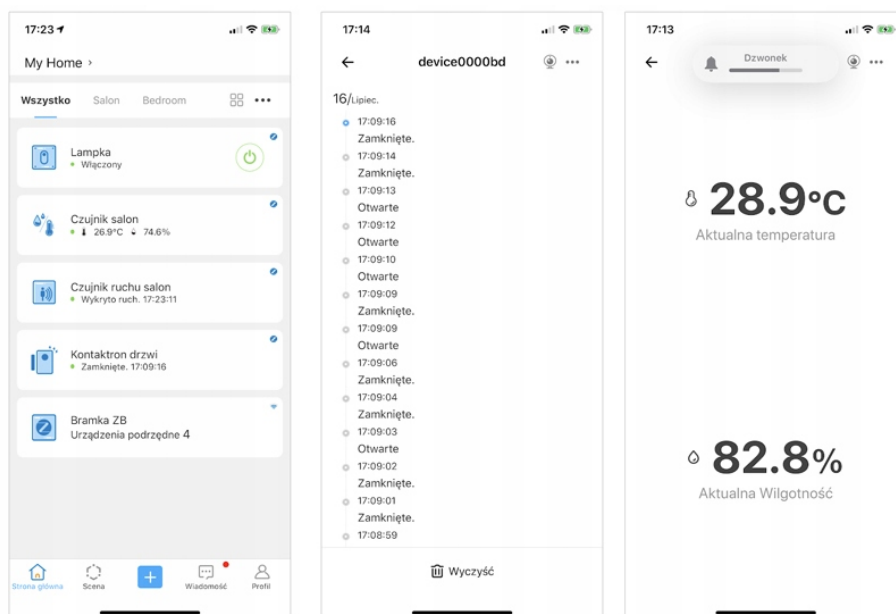 17:23
My Home ›
Wszystko Salon Bedroom
Lampka
Włączony
Czujnik salon
26.9°C 74.6%
Czujnik ruchu salon
Wykryto ruch. 17:23:11
Kontaktron drzwi
Zamknięte. 17:09:16
Bramka ZB
Urządzenia podrzędne 4
Strona główna Scena Wiadomość Profil
17:14
device0000bd
16/Lipiec.
17:09:16
Zamknięte.
17:09:14
Zamknięte.
17:09:13
Otwarte
17:09:12
Otwarte
17:09:10
Otwarte
17:09:09
Zamknięte.
17:09:09
Otwarte
17:09:06
Zamknięte.
17:09:04
Zamknięte.
17:09:03
Otwarte
17:09:02
Zamknięte.
17:09:01
Zamknięte.
17:08:59
Wyczyść
17:13
Dzwonek
28.9°C
Aktualna temperatura
82.8%
Aktualna Wilgotność